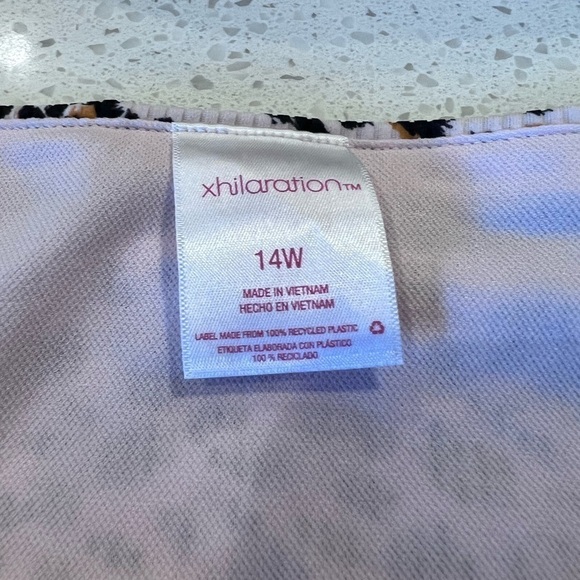 xhilaration™
14W
MADE IN VIETNAM
HECHO EN VIETNAM
LABEL MADE FROM 100% RECYCLED PLASTIC
ETIQUETA ELABORADA CON PLÁSTICO
100 % RECICLADO